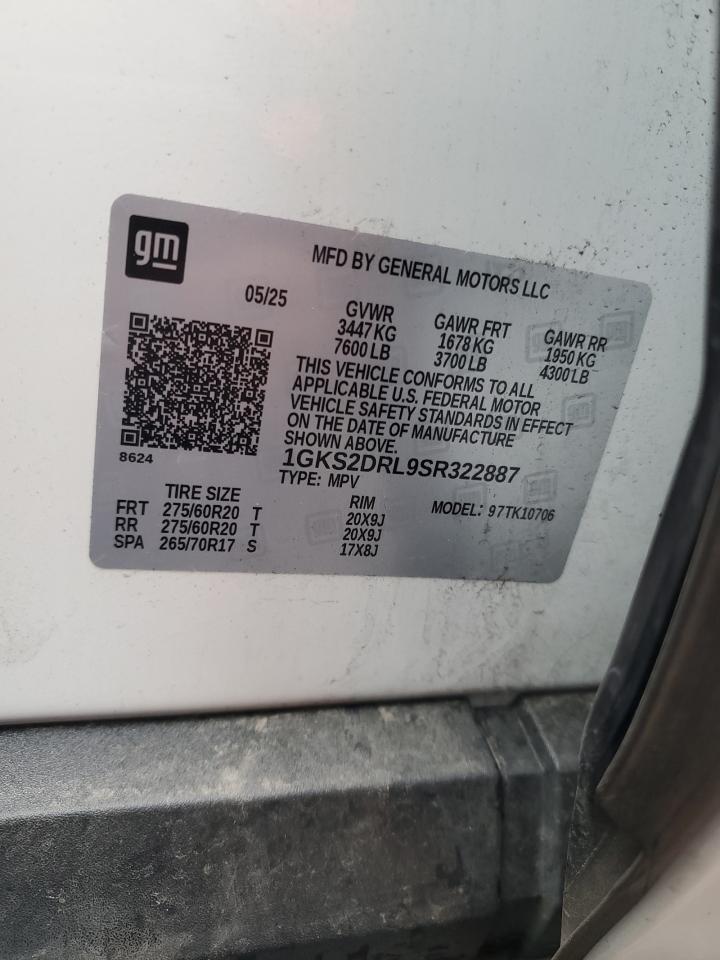 gm
MFD BY GENERAL MOTORS LLC
05/25
GVWR GAWR FRT GAWR RR
3447 KG 1678 KG 1950 KG
7600 LB 3700 LB 4300 LB
THIS VEHICLE CONFORMS TO ALL
APPLICABLE U.S. FEDERAL MOTOR
VEHICLE SAFETY STANDARDS IN EFFECT
ON THE DATE OF MANUFACTURE
SHOWN ABOVE.
8624
1GKS2DRL9SR322887
TYPE: MPV
MODEL: 97TK10706
TIRE SIZE RIM
FRT 275/60R20 T 20X9J
RR 275/60R20 T 20X9J
SPA 265/70R17 S 17X8J